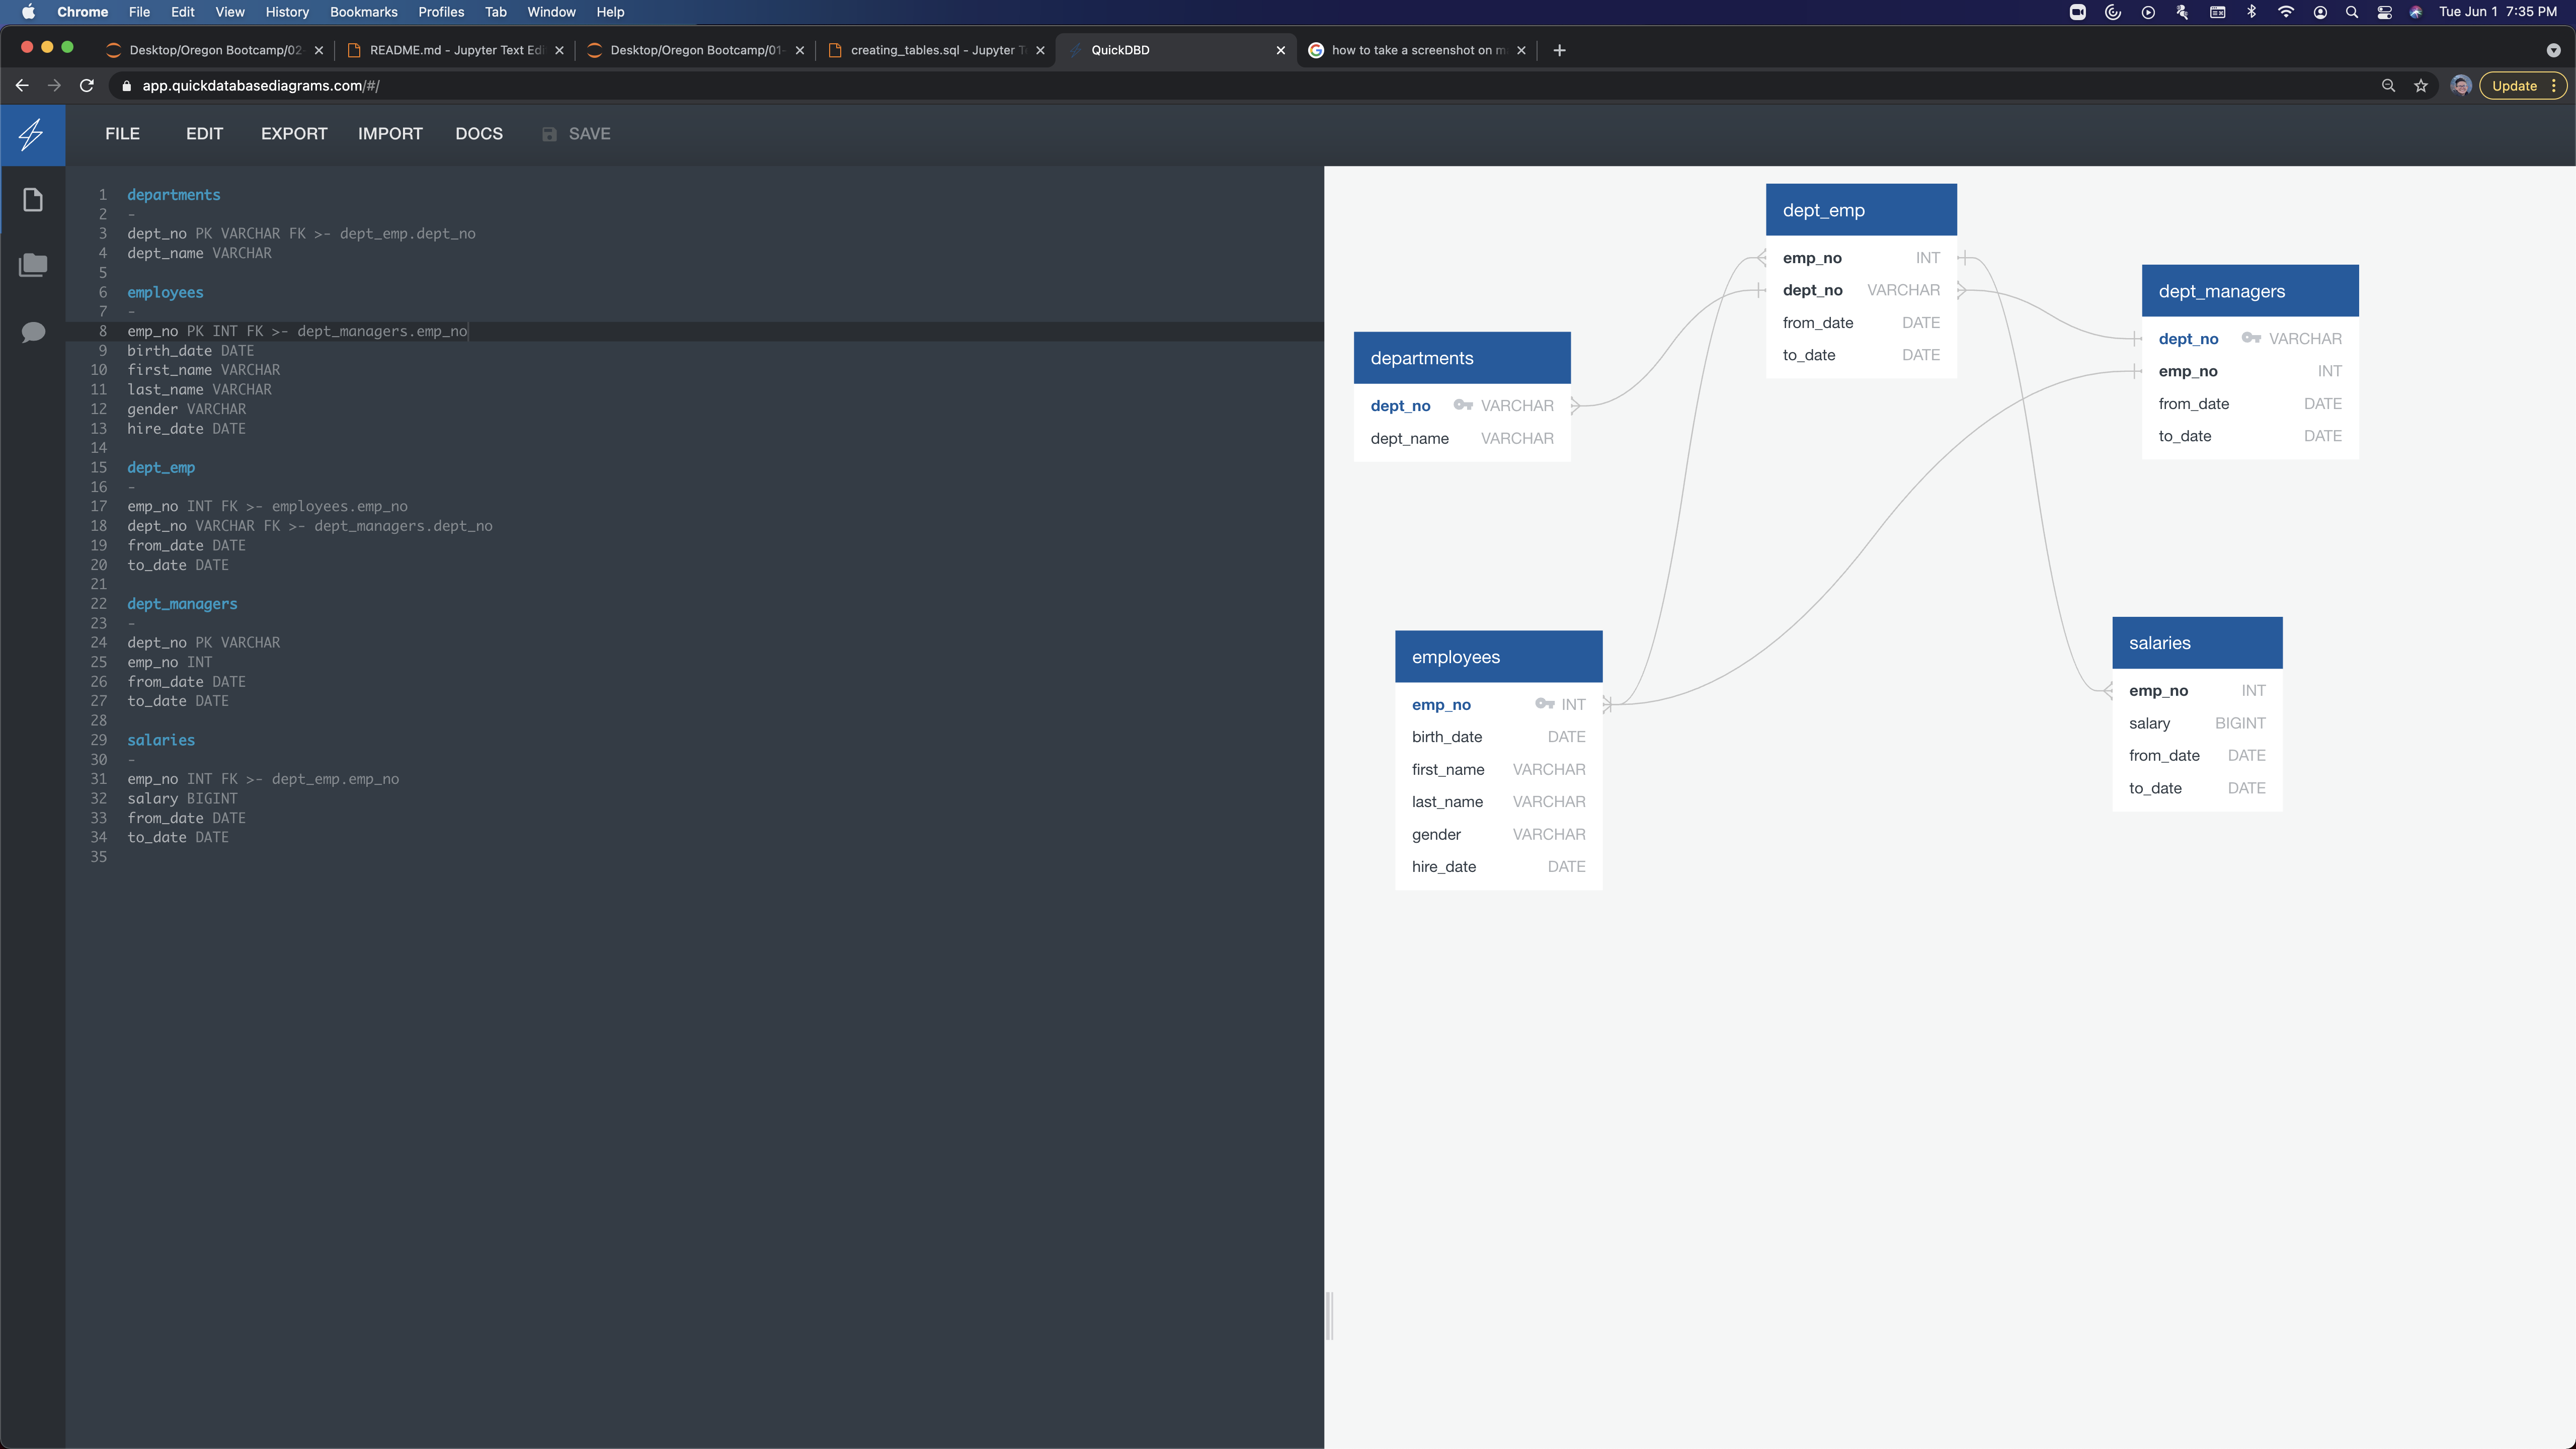 Chrome File Edit View History Bookmarks Profiles Tab Window Help Tue Jun 1 7:35 PM
Desktop/Oregon Bootcamp/02- README.md - Jupyter Text Edi Desktop/Oregon Bootcamp/01- creating_tables.sql - Jupyter T QuickDBD how to take a screenshot on m
app.quickdatabasediagrams.com/#/ Update
FILE EDIT EXPORT IMPORT DOCS SAVE
1 departments
2 -
3 dept_no PK VARCHAR FK >- dept_emp.dept_no
4 dept_name VARCHAR
5
6 employees
7 -
8 emp_no PK INT FK >- dept_managers.emp_no
9 birth_date DATE
10 first_name VARCHAR
11 last_name VARCHAR
12 gender VARCHAR
13 hire_date DATE
14
15 dept_emp
16 -
17 emp_no INT FK >- employees.emp_no
18 dept_no VARCHAR FK >- dept_managers.dept_no
19 from_date DATE
20 to_date DATE
21
22 dept_managers
23 -
24 dept_no PK VARCHAR
25 emp_no INT
26 from_date DATE
27 to_date DATE
28
29 salaries
30 -
31 emp_no INT FK >- dept_emp.emp_no
32 salary BIGINT
33 from_date DATE
34 to_date DATE
35
dept_emp
emp_no INT
dept_no VARCHAR
from_date DATE
to_date DATE
dept_managers
dept_no VARCHAR
emp_no INT
from_date DATE
to_date DATE
departments
dept_no VARCHAR
dept_name VARCHAR
employees
emp_no INT
birth_date DATE
first_name VARCHAR
last_name VARCHAR
gender VARCHAR
hire_date DATE
salaries
emp_no INT
salary BIGINT
from_date DATE
to_date DATE